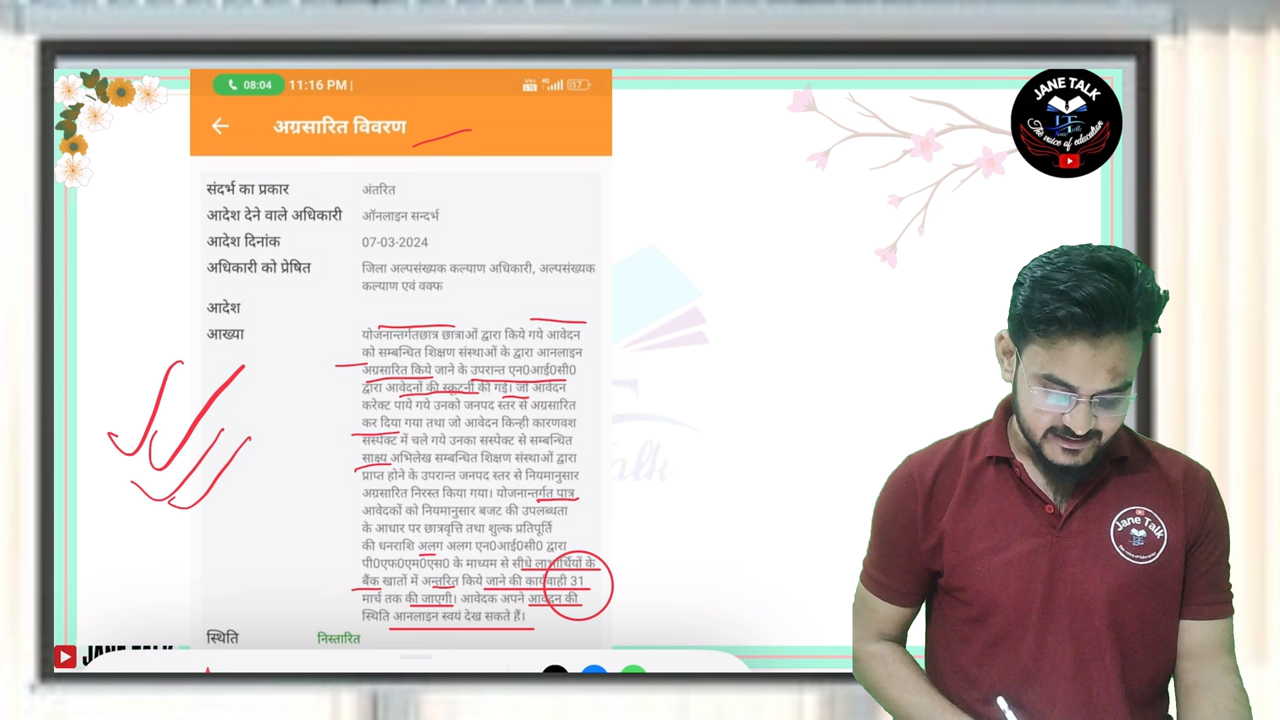 08:04 11:16 PM
4G 17
अग्रसारित विवरण
JANE TALK
The voice of education
संदर्भ का प्रकार अंतरित
आदेश देने वाले अधिकारी ऑनलाइन सन्दर्भ
आदेश दिनांक 07-03-2024
अधिकारी को प्रेषित जिला अल्पसंख्यक कल्याण अधिकारी, अल्पसंख्यक
कल्याण एवं वक्फ
आदेश
आख्या योजनान्तर्गतछात्र छात्राओं द्वारा किये गये आवेदन
को सम्बन्धित शिक्षण संस्थाओं के द्वारा आनलाइन
अग्रसारित किये जाने के उपरान्त एन0आई0सी0
द्वारा आवेदनों की स्क्रूटनी की गई। जो आवेदन
करेक्ट पाये गये उनको जनपद स्तर से अग्रसारित
कर दिया गया तथा जो आवेदन किन्ही कारणवश
सस्पेक्ट में चले गये उनका सस्पेक्ट से सम्बन्धित
साक्ष्य अभिलेख सम्बन्धित शिक्षण संस्थाओं द्वारा
प्राप्त होने के उपरान्त जनपद स्तर से नियमानुसार
अग्रसारित निरस्त किया गया। योजनान्तर्गत पात्र
आवेदकों को नियमानुसार बजट की उपलब्धता
के आधार पर छात्रवृत्ति तथा शुल्क प्रतिपूर्ति
की धनराशि अलग अलग एन0आई0सी0 द्वारा
पी0एफ0एम0एस0 के माध्यम से सीधे लाभार्थियों के
बैंक खातों में अन्तरित किये जाने की कार्यवाही 31
मार्च तक की जाएगी। आवेदक अपने आवेदन की
स्थिति आनलाइन स्वयं देख सकते हैं।
स्थिति निस्तारित
JANE TALK
Jane Talk